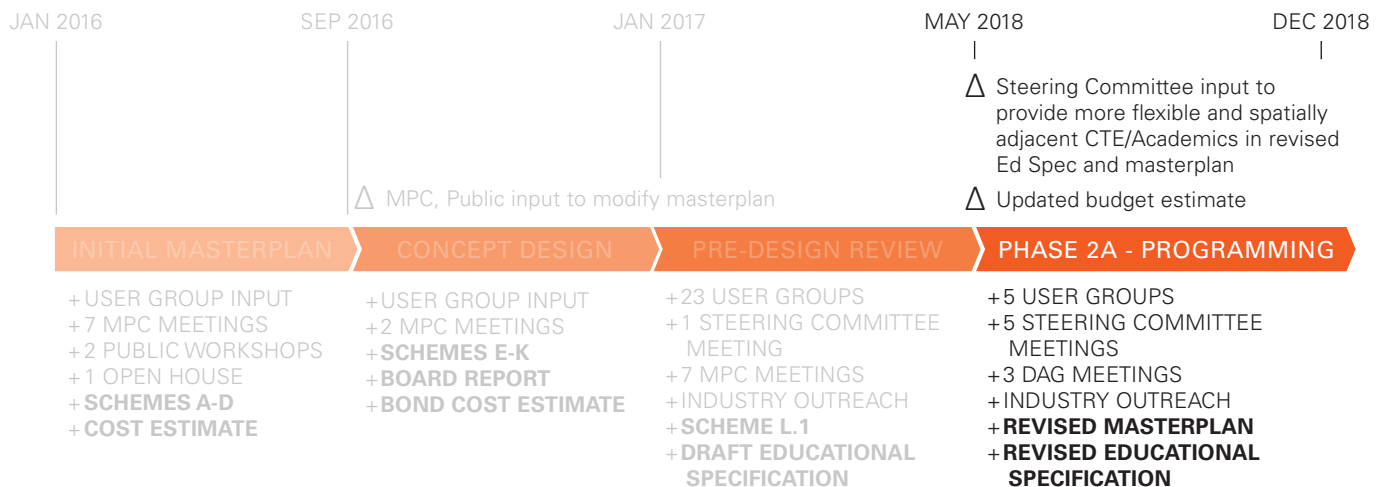 JAN 2016
SEP 2016
JAN 2017
MAY 2018
DEC 2018
Δ Steering Committee input to
provide more flexible and spatially
adjacent CTE/Academics in revised
Ed Spec and masterplan
Δ MPC, Public input to modify masterplan
Δ Updated budget estimate
INITIAL MASTERPLAN
CONCEPT DESIGN
PRE-DESIGN REVIEW
PHASE 2A - PROGRAMMING
+USER GROUP INPUT
+7 MPC MEETINGS
+2 PUBLIC WORKSHOPS
+1 OPEN HOUSE
+SCHEMES A-D
+COST ESTIMATE
+USER GROUP INPUT
+2 MPC MEETINGS
+SCHEMES E-K
+BOARD REPORT
+BOND COST ESTIMATE
+23 USER GROUPS
+1 STEERING COMMITTEE
MEETING
+7 MPC MEETINGS
+INDUSTRY OUTREACH
+SCHEME L.1
+DRAFT EDUCATIONAL
SPECIFICATION
+5 USER GROUPS
+5 STEERING COMMITTEE
MEETINGS
+3 DAG MEETINGS
+INDUSTRY OUTREACH
+REVISED MASTERPLAN
+REVISED EDUCATIONAL
SPECIFICATION